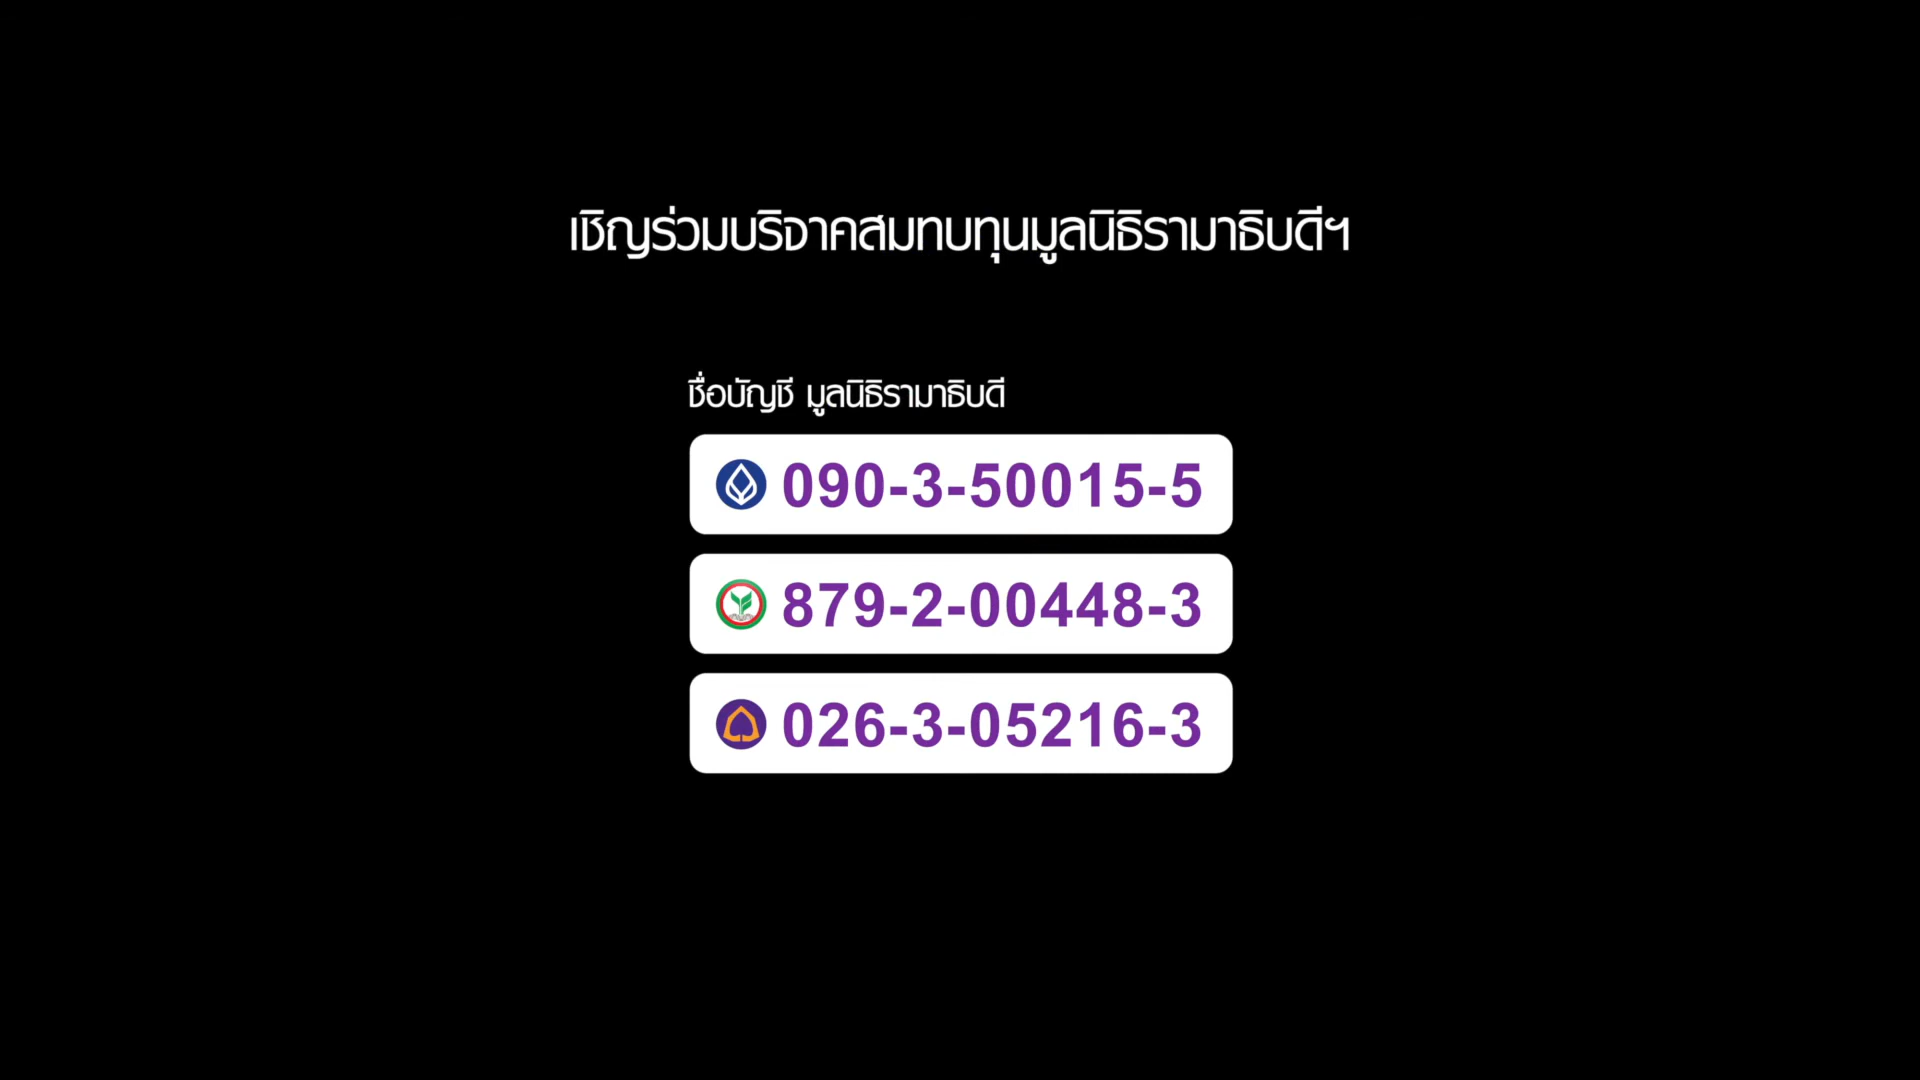 เชิญร่วมบริจาคสมทบทุนมูลนิธิรามาธิบดีฯ
ชื่อบัญชี มูลนิธิรามาธิบดี
090-3-50015-5
879-2-00448-3
026-3-05216-3